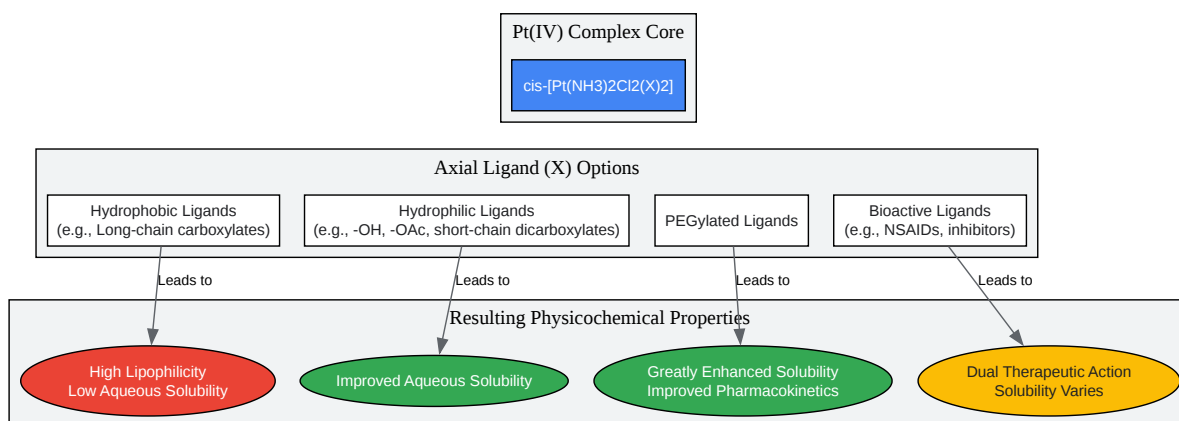 Pt(IV) Complex Core
cis-[Pt(NH3)2Cl2(X)2]
Axial Ligand (X) Options
Hydrophobic Ligands
(e.g., Long-chain carboxylates)
Hydrophilic Ligands
(e.g., -OH, -OAc, short-chain dicarboxylates)
PEGylated Ligands
Bioactive Ligands
(e.g., NSAIDs, inhibitors)
Leads to
Leads to
Leads to
Leads to
Resulting Physicochemical Properties
High Lipophilicity
Low Aqueous Solubility
Improved Aqueous Solubility
Greatly Enhanced Solubility
Improved Pharmacokinetics
Dual Therapeutic Action
Solubility Varies